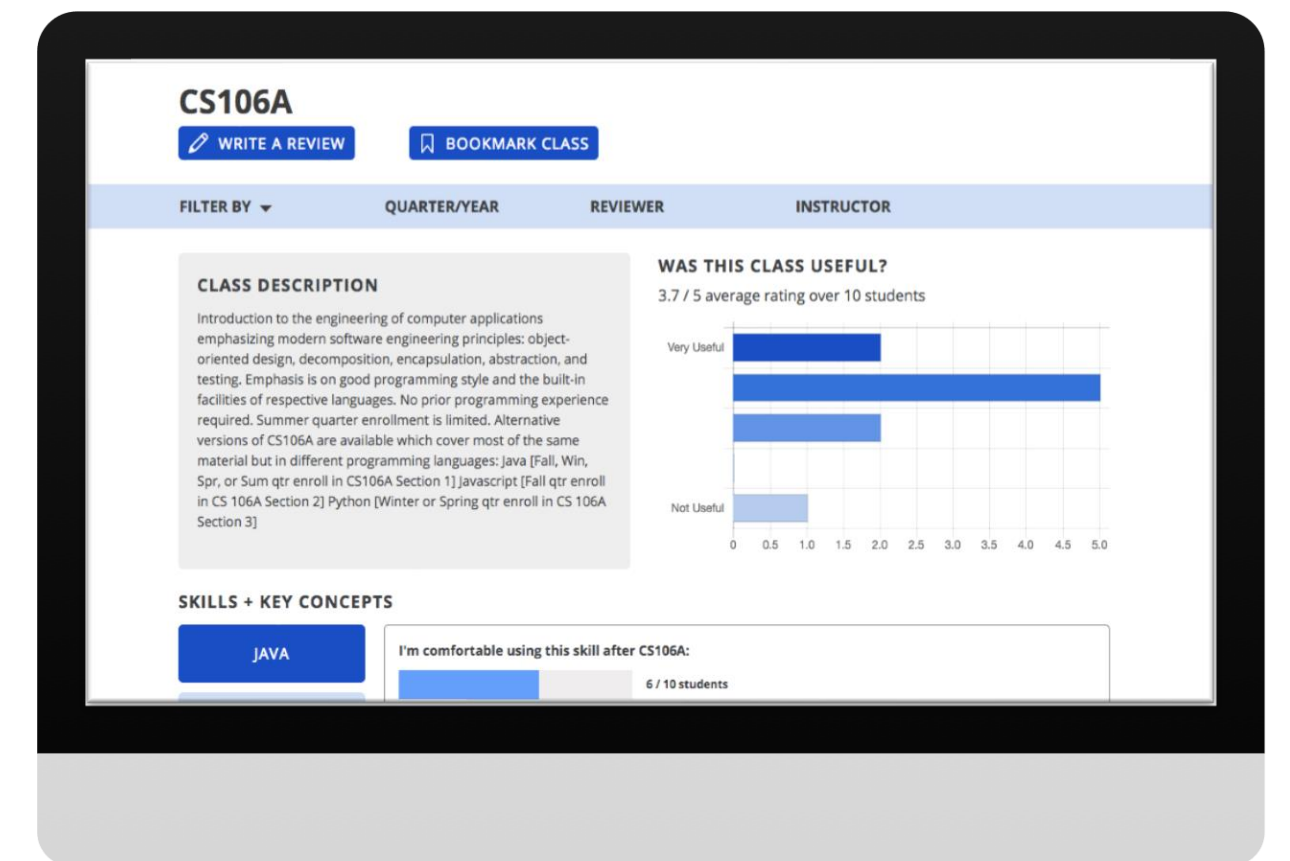 CS106A
WRITE A REVIEW
BOOKMARK CLASS
FILTER BY
QUARTER/YEAR
REVIEWER
INSTRUCTOR
CLASS DESCRIPTION
Introduction to the engineering of computer applications
emphasizing modern software engineering principles: object-
oriented design, decomposition, encapsulation, abstraction, and
testing. Emphasis is on good programming style and the built-in
facilities of respective languages. No prior programming experience
required. Summer quarter enrollment is limited. Alternative
versions of CS106A are available which cover most of the same
material but in different programming languages: Java [Fall, Win,
Spr, or Sum qtr enroll in CS106A Section 1] Javascript [Fall qtr enroll
in CS 106A Section 2] Python [Winter or Spring qtr enroll in CS 106A
Section 3]
WAS THIS CLASS USEFUL?
3.7 / 5 average rating over 10 students
Very Useful
Not Useful
0 0.5 1.0 1.5 2.0 2.5 3.0 3.5 4.0 4.5 5.0
SKILLS + KEY CONCEPTS
JAVA
I'm comfortable using this skill after CS106A:
6 / 10 students